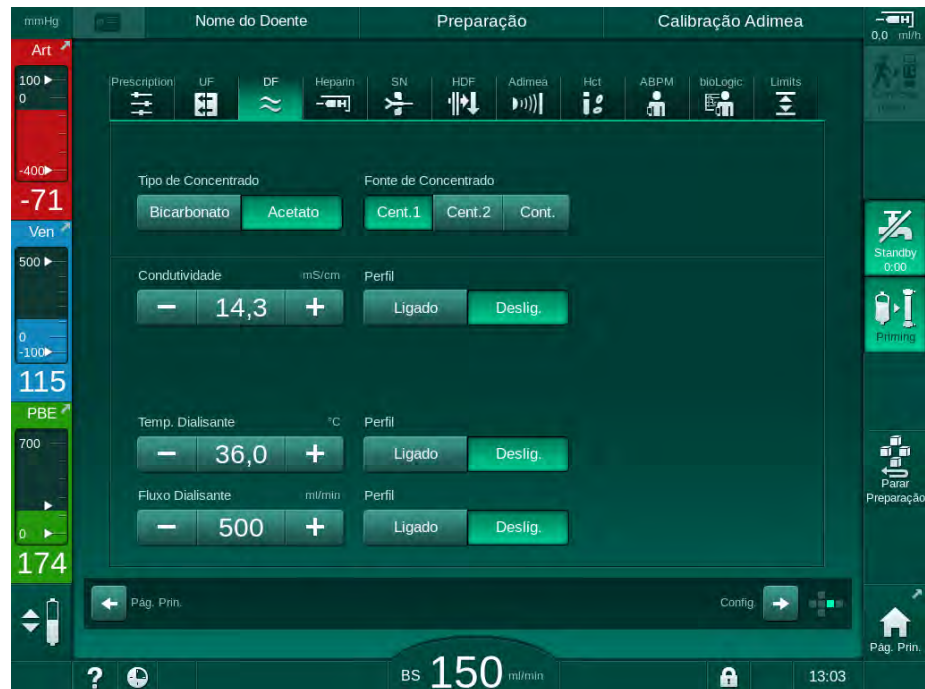 mmHg
Nome do Doente
Preparação
Calibração Adimea
0,0 ml/h
Art
100
0
-400
-71
Ven
500
0
-100
115
PBE
700
0
174
Prescription
UF
DF
Heparin
SN
HDF
Adimea
Hct
ABPM
bioLogic
Limits
Tipo de Concentrado
Fonte de Concentrado
Bicarbonato
Acetato
Cent.1
Cent.2
Cont.
Condutividade
mS/cm
Perfil
14,3
Ligado
Deslig.
Temp. Dialisante
°C
Perfil
36,0
Ligado
Deslig.
Fluxo Dialisante
ml/min
Perfil
500
Ligado
Deslig.
Pág. Prin.
Config.
Standby
0:00
Priming
Parar
Preparação
Pág. Prin.
?
BS 150 ml/min
13:03